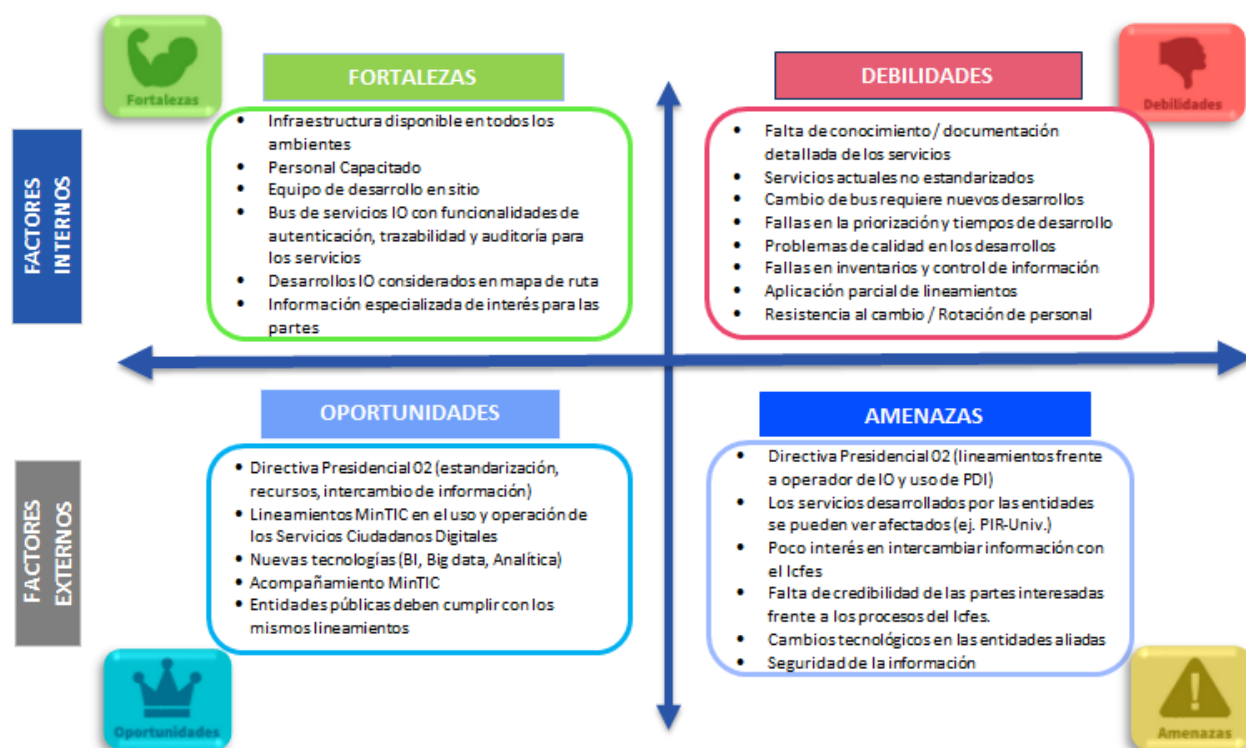 Fortalezas
FORTALEZAS
DEBILIDADES
Debilidades
FACTORES
INTERNOS
• Infraestructura disponible en todos los
ambientes
• Personal Capacitado
• Equipo de desarrollo en sitio
• Bus de servicios IO con funcionalidades de
autenticación, trazabilidad y auditoría para
los servicios
• Desarrollos IO considerados en mapa de ruta
• Información especializada de interés para las
partes
• Falta de conocimiento / documentación
detallada de los servicios
• Servicios actuales no estandarizados
• Cambio de bus requiere nuevos desarrollos
• Fallas en la priorización y tiempos de desarrollo
• Problemas de calidad en los desarrollos
• Fallas en inventarios y control de información
• Aplicación parcial de lineamientos
• Resistencia al cambio / Rotación de personal
OPORTUNIDADES
AMENAZAS
FACTORES
EXTERNOS
• Directiva Presidencial 02 (estandarización,
recursos, intercambio de información)
• Lineamientos MinTIC en el uso y operación de
los Servicios Ciudadanos Digitales
• Nuevas tecnologías (BI, Big data, Analítica)
• Acompañamiento MinTIC
• Entidades públicas deben cumplir con los
mismos lineamientos
• Directiva Presidencial 02 (lineamientos frente
a operador de IO y uso de PDI)
• Los servicios desarrollados por las entidades
se pueden ver afectados (ej. PIR-Univ.)
• Poco interés en intercambiar información con
el Icfes
• Falta de credibilidad de las partes interesadas
frente a los procesos del Icfes.
• Cambios tecnológicos en las entidades aliadas
• Seguridad de la información
Oportunidades
Amenazas